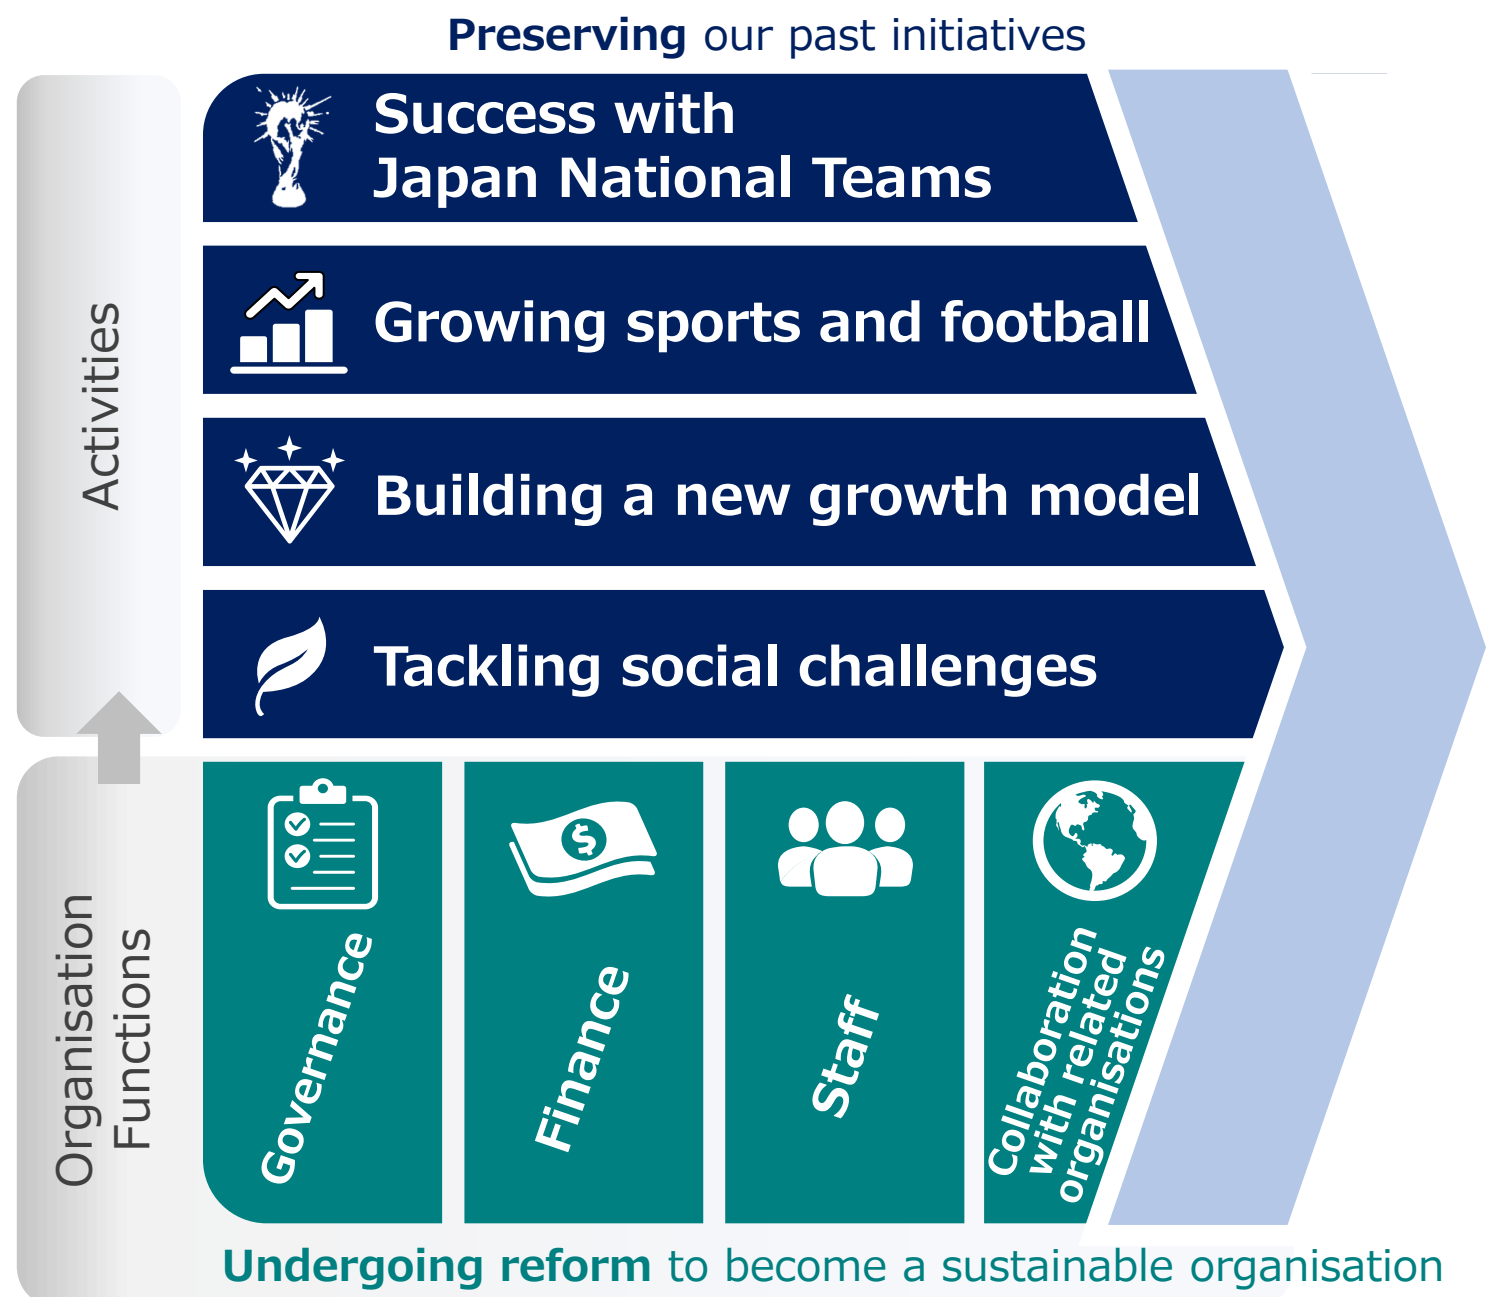 Preserving our past initiatives
Activities
Success with
Japan National Teams
Growing sports and football
Building a new growth model
Tackling social challenges
Organisation
Functions
Governance
$
Finance
Staff
Collaboration
with related
organisations
Undergoing reform to become a sustainable organisation